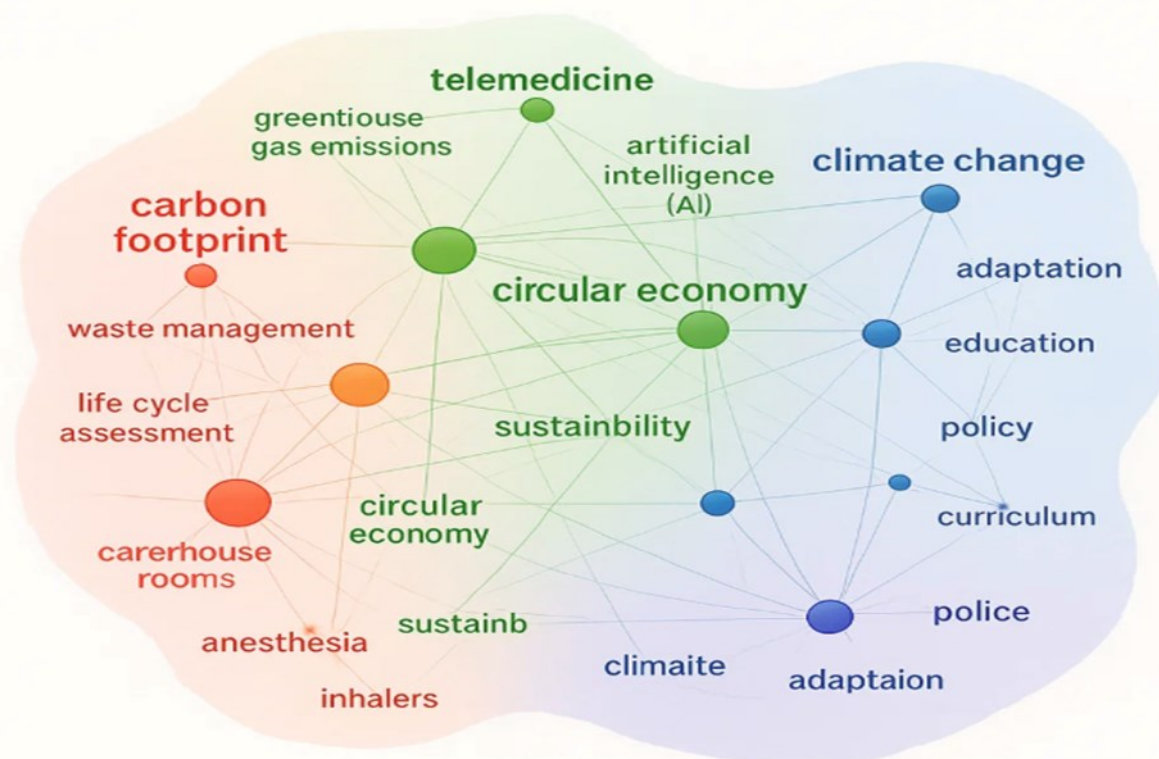 telemedicine
greentiouse
gas emissions
artificial
intelligence
(AI)
climate change
carbon
footprint
adaptation
circular economy
waste management
education
life cycle
assessment
sustainbility
policy
circular
economy
curriculum
carerhouse
rooms
police
sustainb
anesthesia
climaite
adaptaion
inhalers